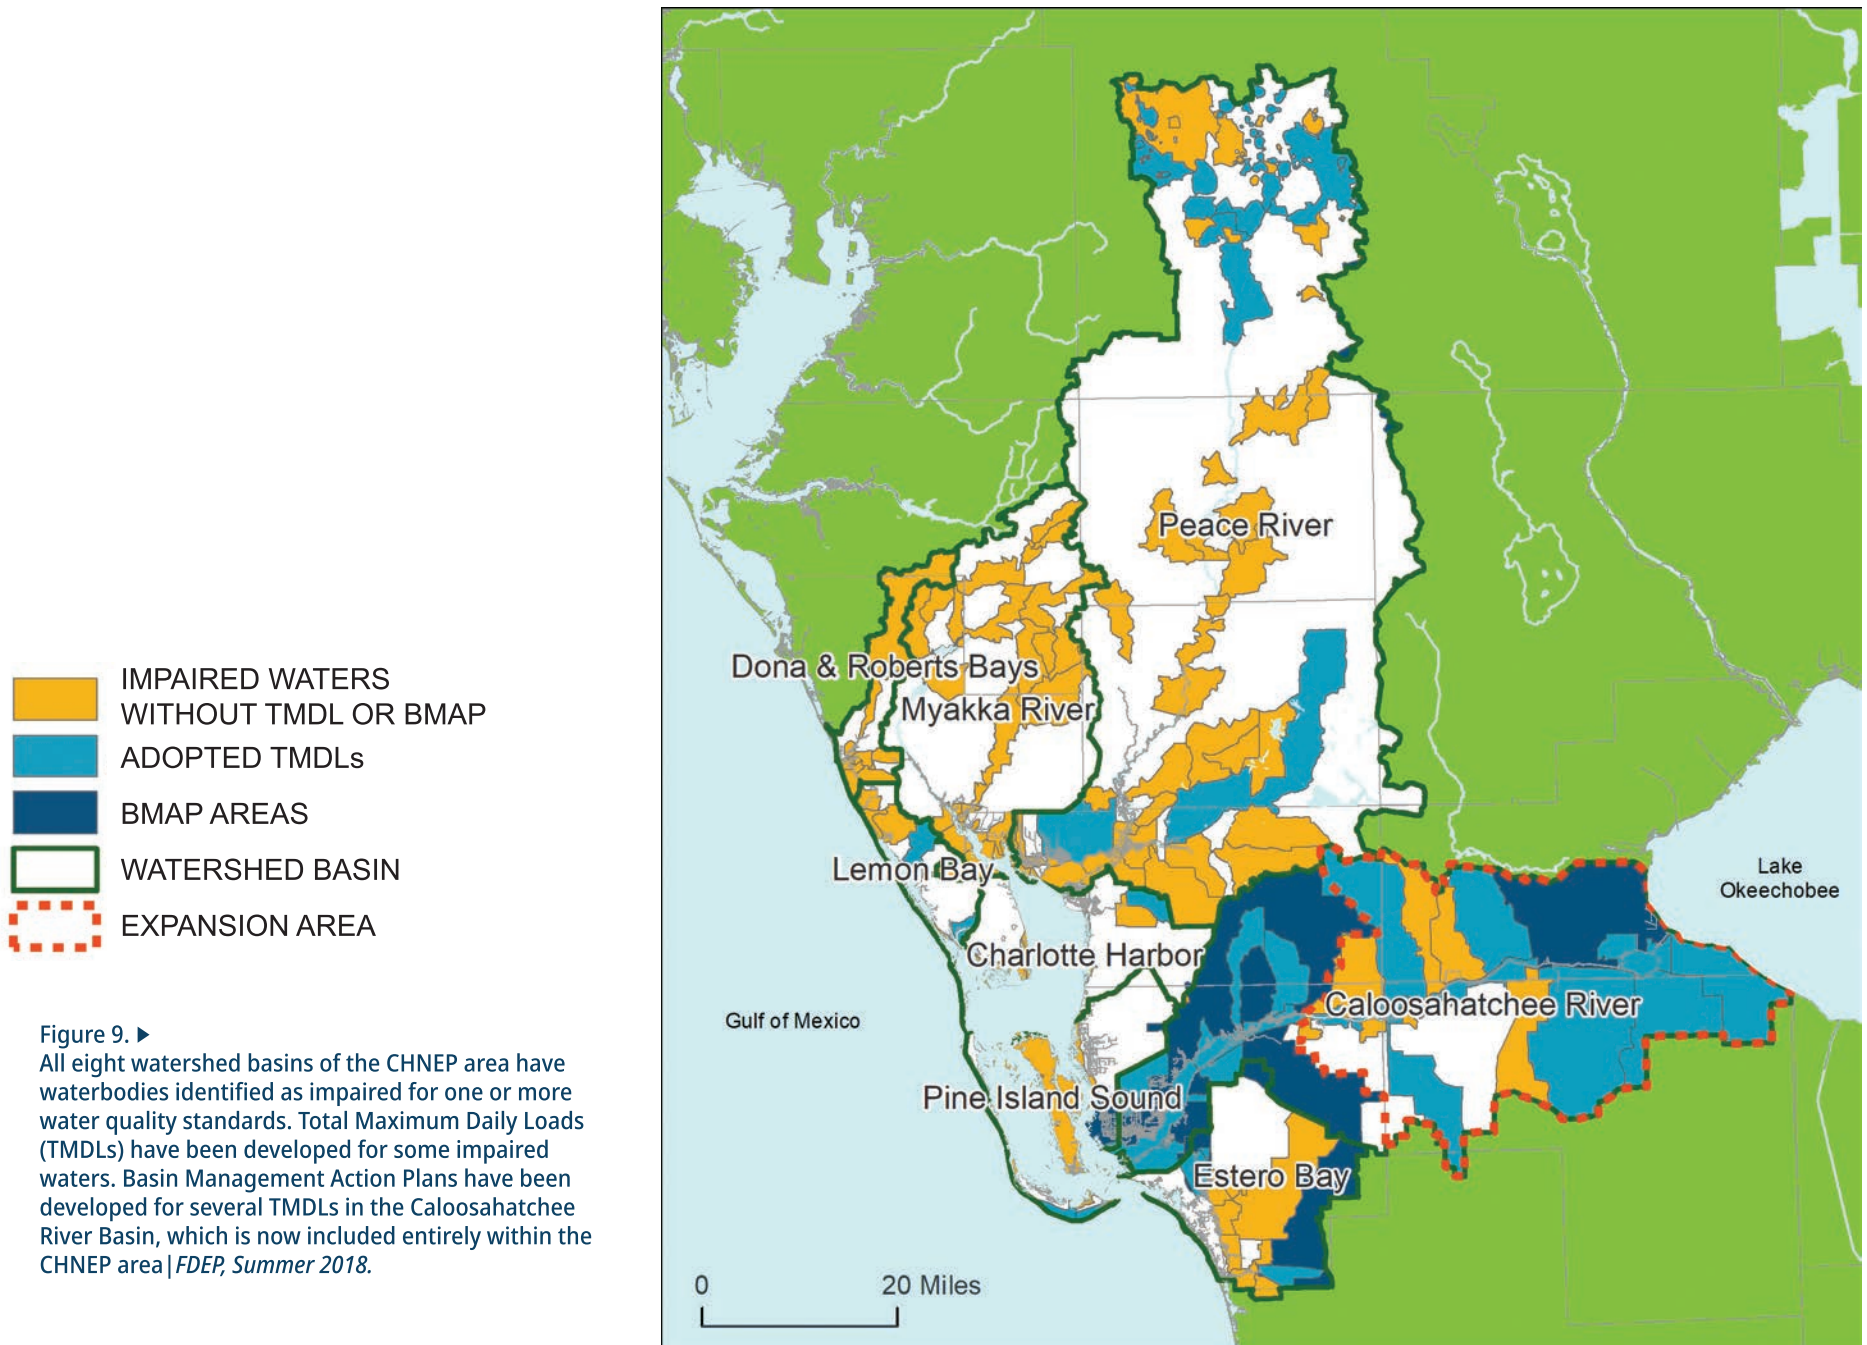 IMPAIRED WATERS
WITHOUT TMDL OR BMAP
ADOPTED TMDLs
BMAP AREAS
WATERSHED BASIN
EXPANSION AREA
Figure 9. ▶
All eight watershed basins of the CHNEP area have
waterbodies identified as impaired for one or more
water quality standards. Total Maximum Daily Loads
(TMDLs) have been developed for some impaired
waters. Basin Management Action Plans have been
developed for several TMDLs in the Caloosahatchee
River Basin, which is now included entirely within the
CHNEP area|FDEP, Summer 2018.
Peace River
Dona & Roberts Bays
Myakka River
Lemon Bay
Lake
Okeechobee
Charlotte Harbor
Caloosahatchee River
Gulf of Mexico
Pine Island Sound
Estero Bay
0 20 Miles